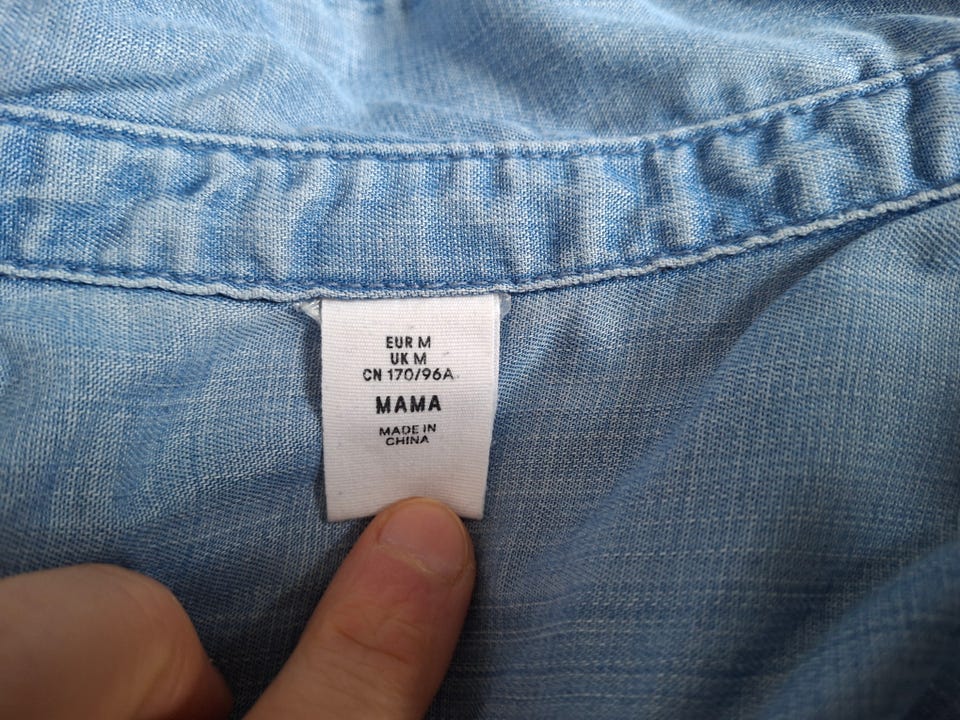 EUR M
UK M
CN 170/96A
MAMA
MADE IN
CHINA